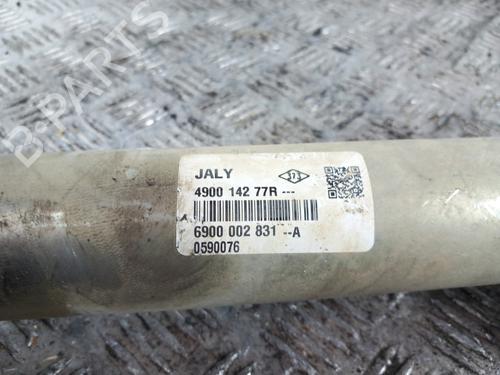 B-PARTS
JALY
4900 142 77R ---
6900 002 831 --A
0590076